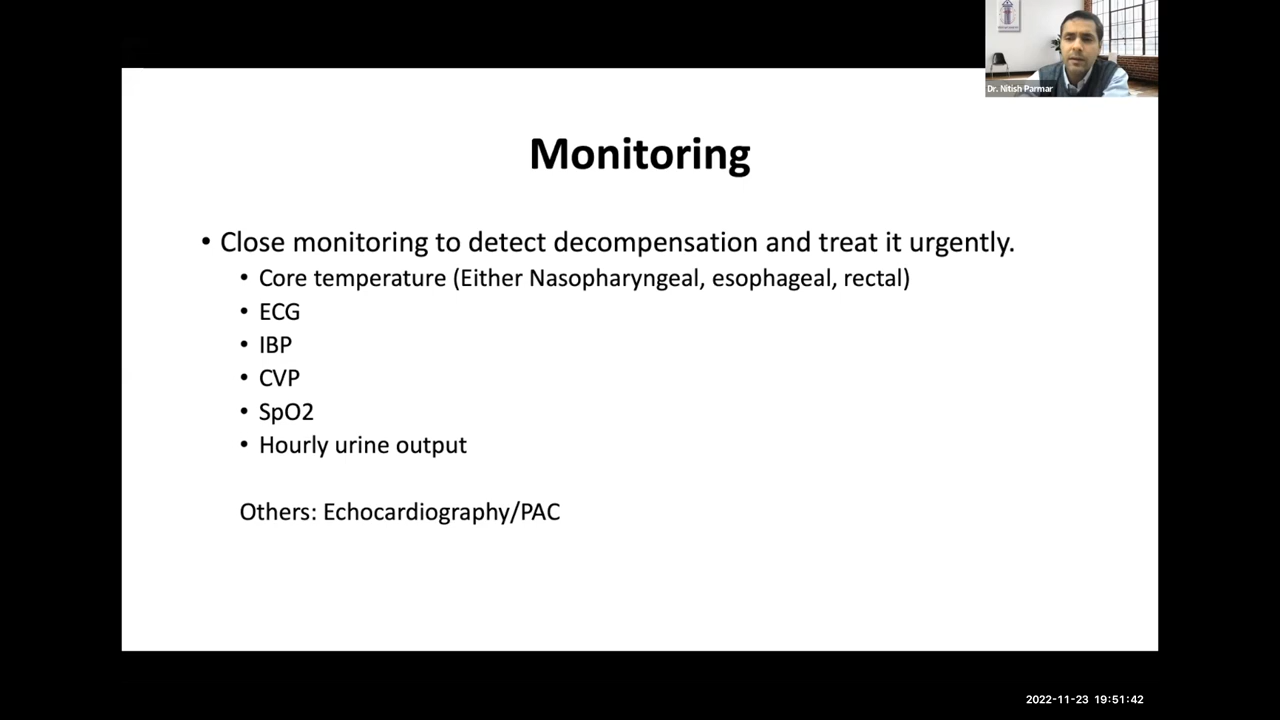 Dr. Nitish Parmar
Monitoring
• Close monitoring to detect decompensation and treat it urgently.
• Core temperature (Either Nasopharyngeal, esophageal, rectal)
• ECG
• IBP
• CVP
• SpO2
• Hourly urine output
Others: Echocardiography/PAC
2022-11-23 19:51:42